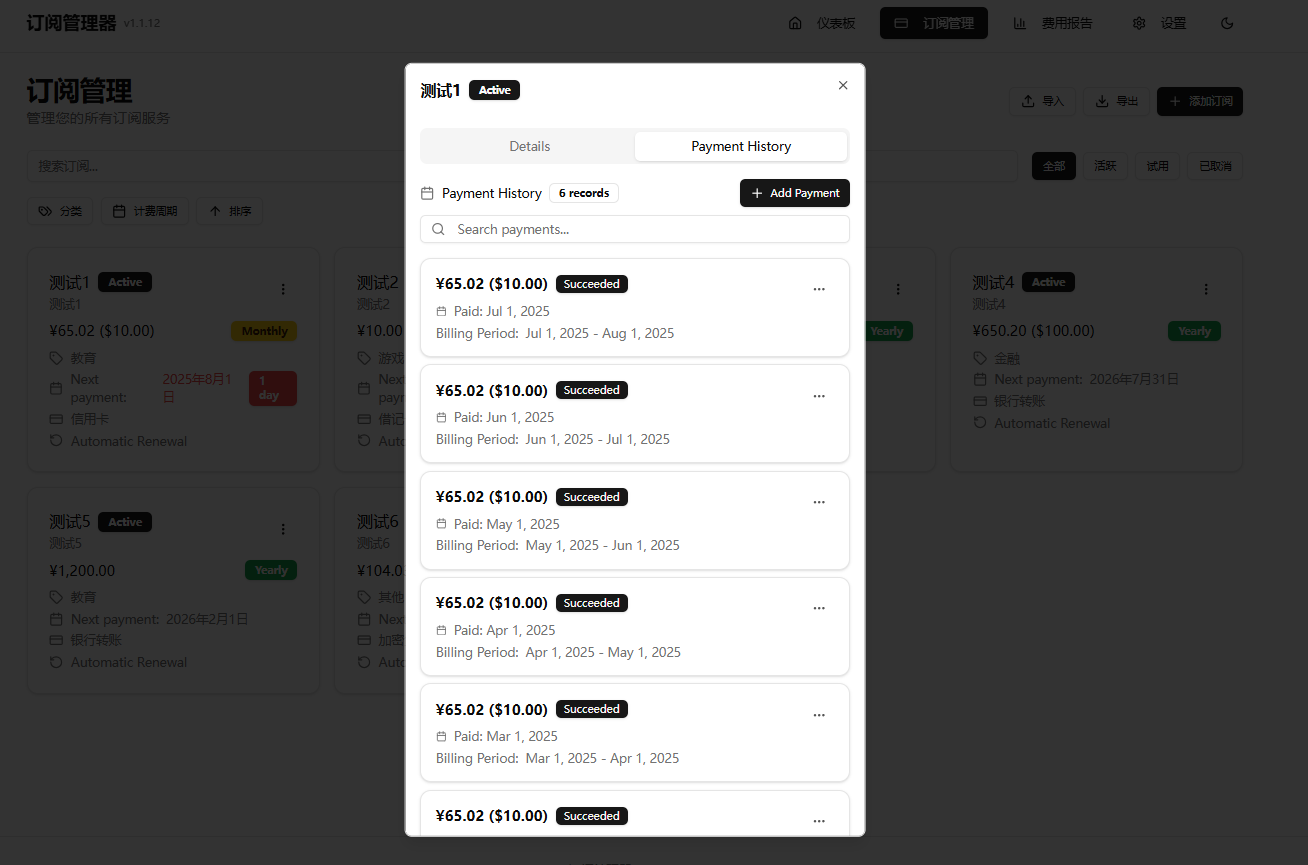 订阅管理器 v1.1.12
仪表板
订阅管理
费用报告
设置
订阅管理
管理您的所有订阅服务
导入
导出
添加订阅
搜索订阅...
全部
活跃
试用
已取消
分类
计费周期
排序
测试1 Active
测试1
¥65.02 ($10.00) Monthly
教育
Next payment: 2025年8月1日 1 day
信用卡
Automatic Renewal
测试2
测试2
¥10.00
游戏
借记
Yearly
测试4 Active
测试4
¥650.20 ($100.00) Yearly
金融
Next payment: 2026年7月31日
银行转账
Automatic Renewal
测试5 Active
测试5
¥1,200.00 Yearly
教育
Next payment: 2026年2月1日
银行转账
Automatic Renewal
测试6
测试6
¥104.0
其他
加密
测试1 Active
Details
Payment History
Payment History 6 records
Add Payment
Search payments...
¥65.02 ($10.00) Succeeded
Paid: Jul 1, 2025
Billing Period: Jul 1, 2025 - Aug 1, 2025
¥65.02 ($10.00) Succeeded
Paid: Jun 1, 2025
Billing Period: Jun 1, 2025 - Jul 1, 2025
¥65.02 ($10.00) Succeeded
Paid: May 1, 2025
Billing Period: May 1, 2025 - Jun 1, 2025
¥65.02 ($10.00) Succeeded
Paid: Apr 1, 2025
Billing Period: Apr 1, 2025 - May 1, 2025
¥65.02 ($10.00) Succeeded
Paid: Mar 1, 2025
Billing Period: Mar 1, 2025 - Apr 1, 2025
¥65.02 ($10.00) Succeeded